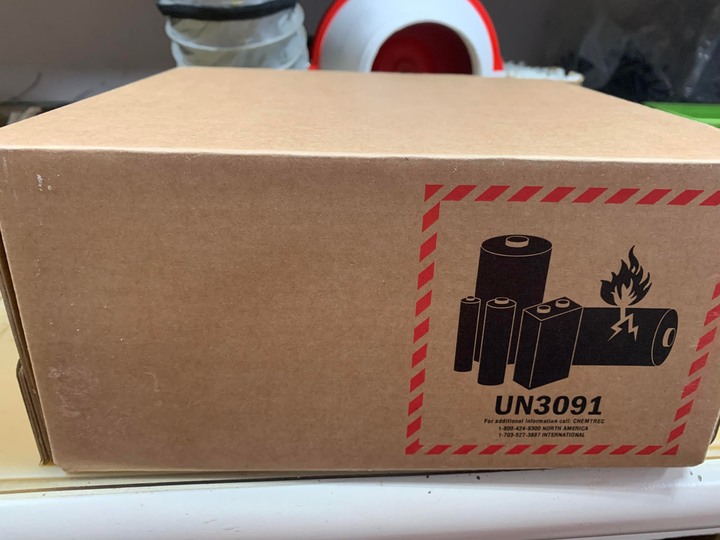 UN3091
For additional information call: CHEMTREC
1-800-424-9300 NORTH AMERICA
1-703-527-3887 INTERNATIONAL